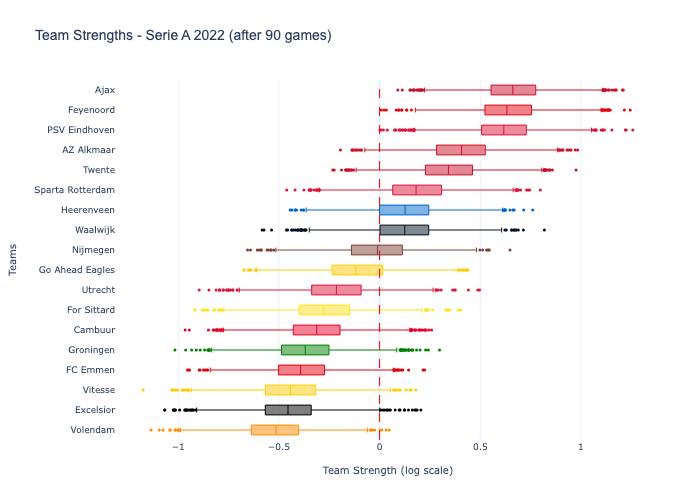 Team Strengths - Serie A 2022 (after 90 games)
Ajax
Feyenoord
PSV Eindhoven
AZ Alkmaar
Twente
Sparta Rotterdam
Heerenveen
Waalwijk
Nijmegen
Go Ahead Eagles
Utrecht
For Sittard
Cambuur
Groningen
FC Emmen
Vitesse
Excelsior
Volendam
Teams
−1
−0.5
0
0.5
1
Team Strength (log scale)